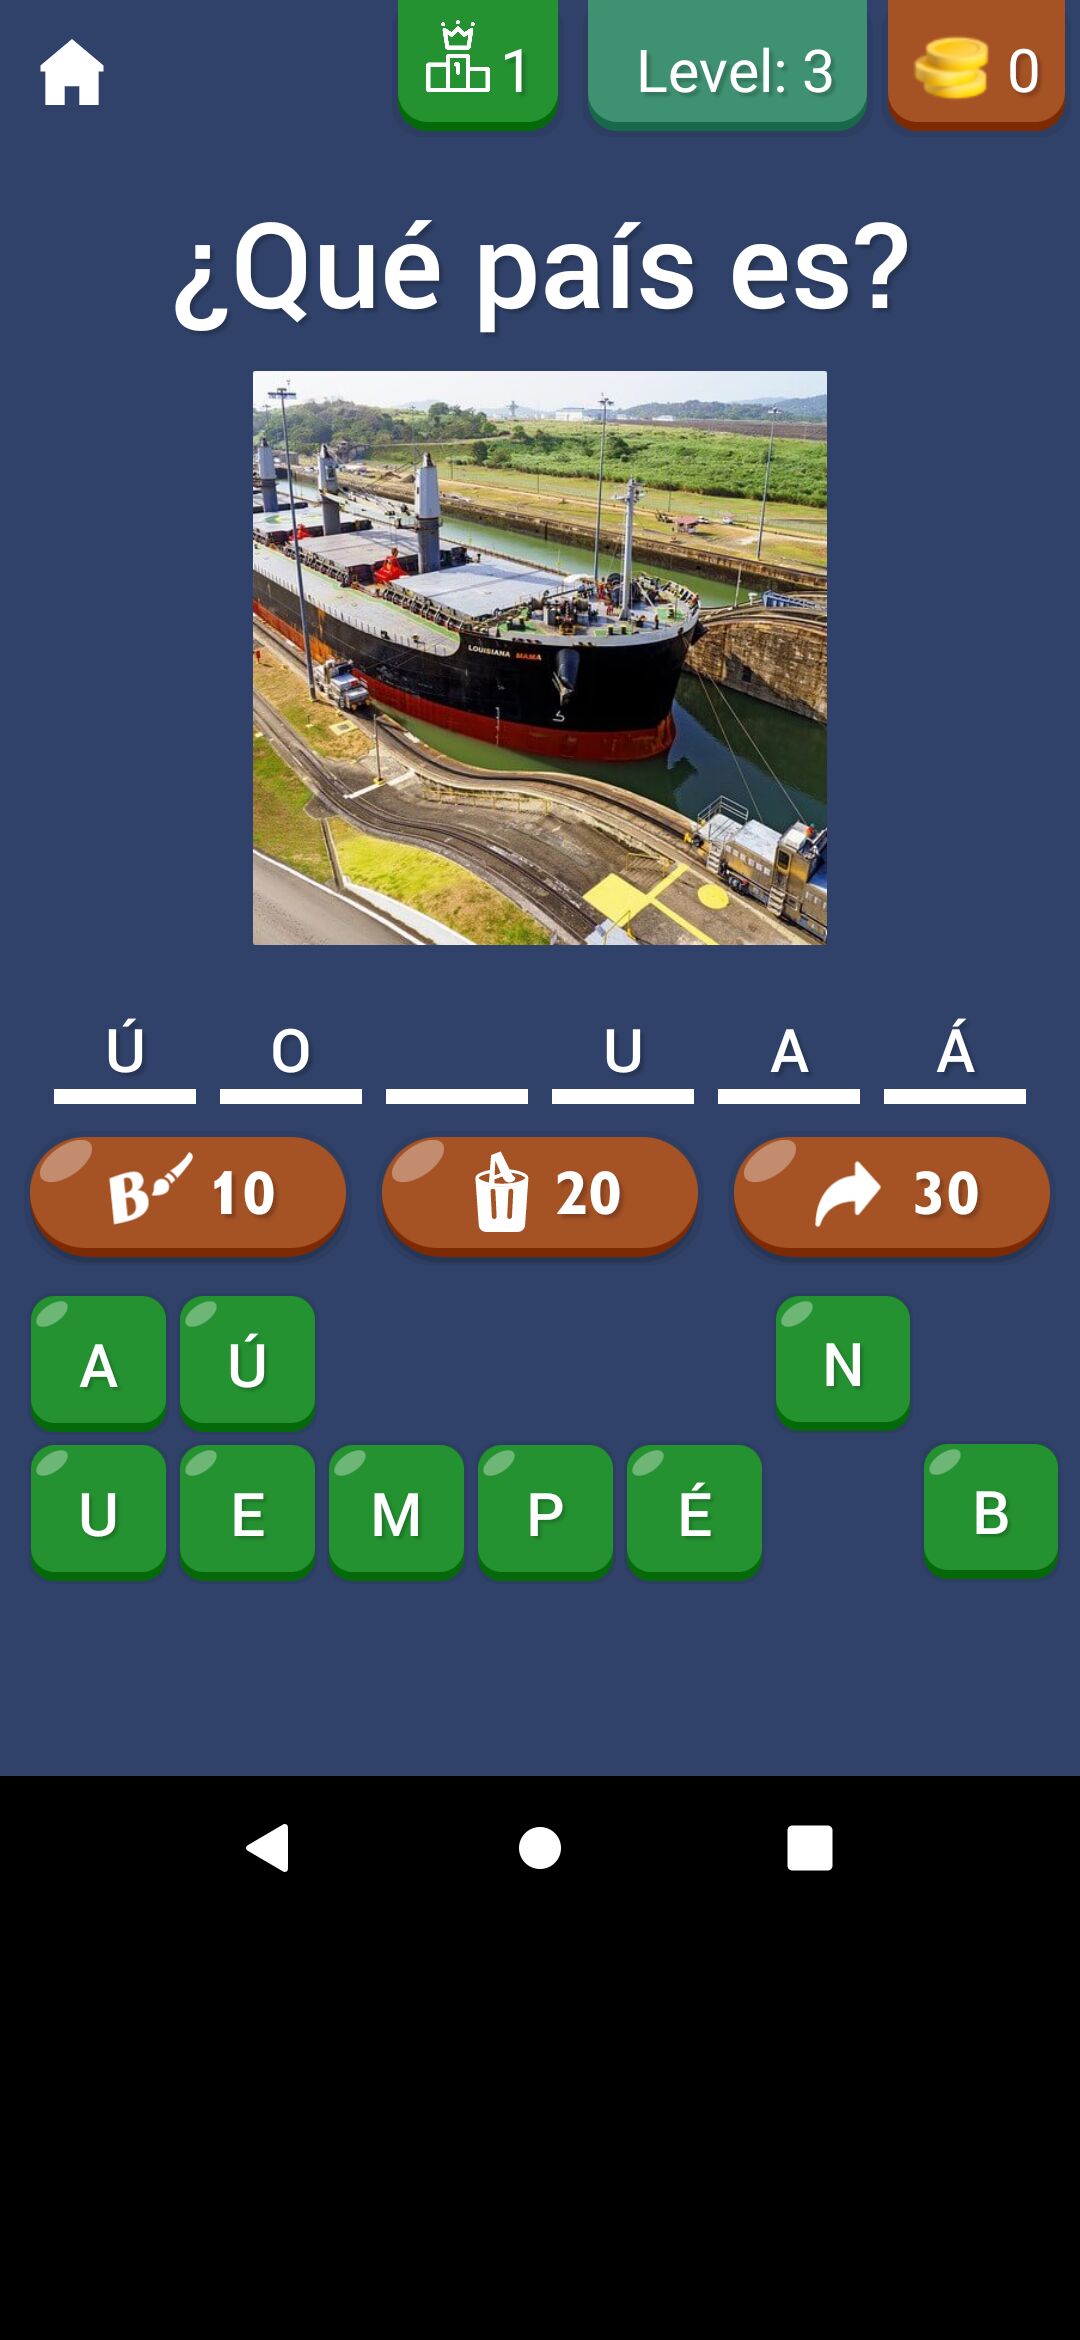 1 Level: 3 0
¿Qué país es?
LOUISIANA MAMA
Ú O U A Á
B 10 20 30
A Ú N
U E M P É B